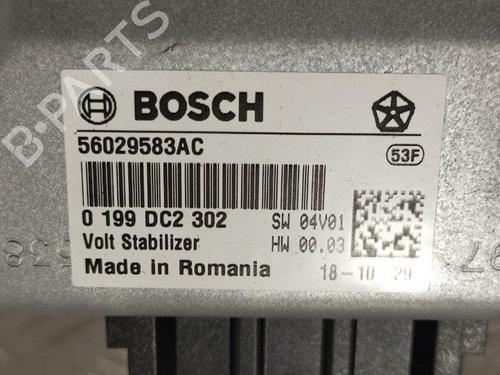 B-PARTS
BOSCH
56029583AC
53F
0 199 DC2 302
SW 04V01
Volt Stabilizer
HW 00.03
Made in Romania
18-10 29